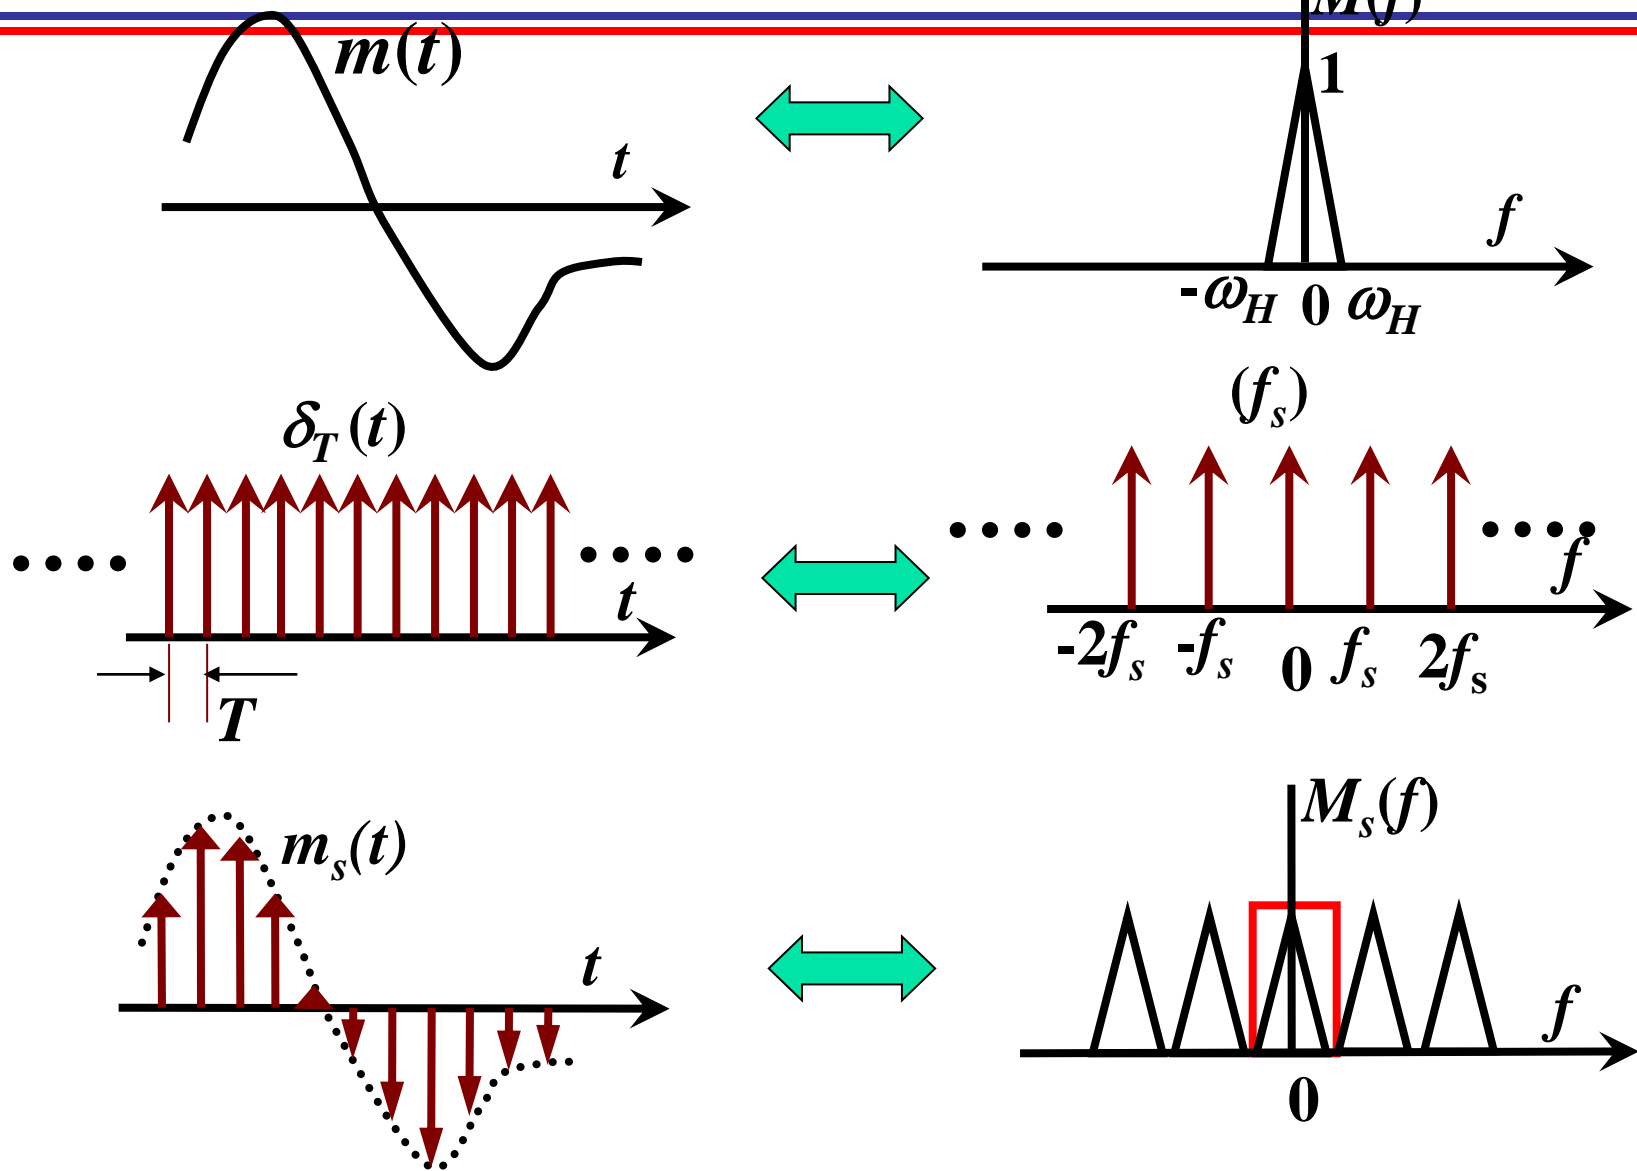 m(t)
M(f)
1
t
f
-ωH 0 ωH
δT(t)
(fs)
t
f
-2fs -fs 0 fs 2fs
T
ms(t)
Ms(f)
t
f
0